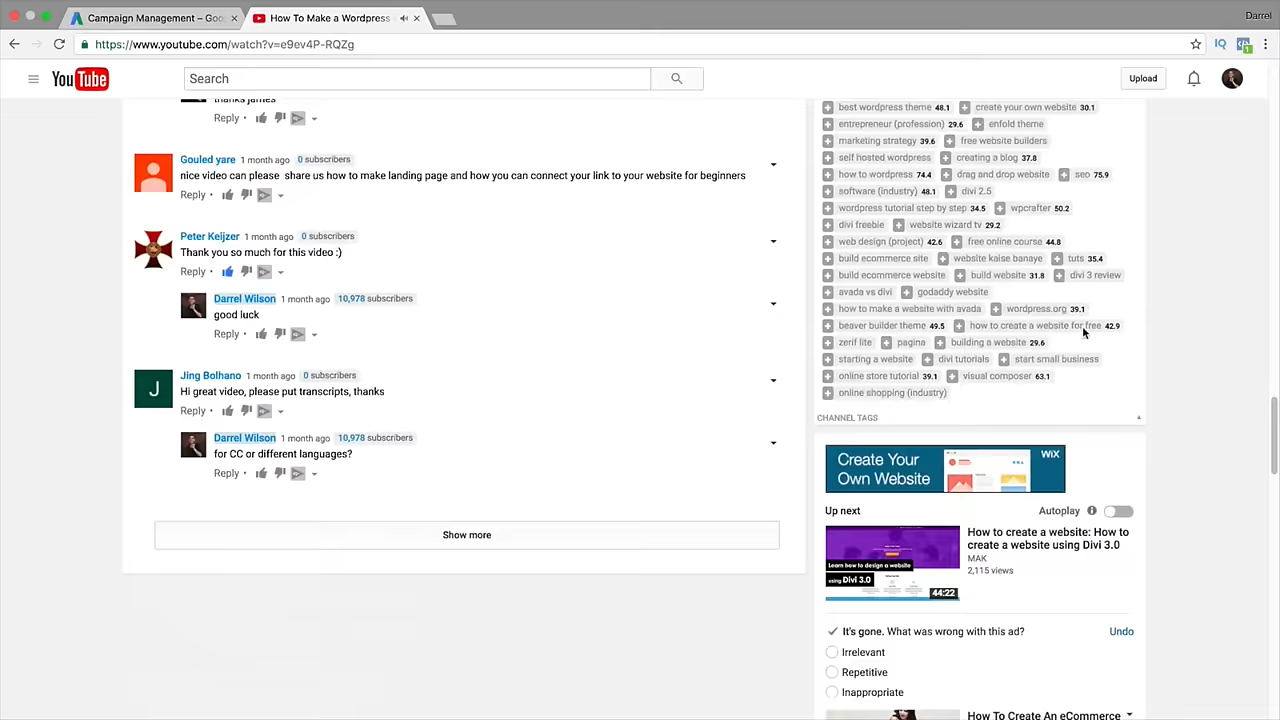 Campaign Management – Goo
How To Make a Wordpress
Darrel
https://www.youtube.com/watch?v=e9ev4P-RQZg
IQ
1
YouTube
Search
Upload
thanks james
Reply •
Gouled yare 1 month ago 0 subscribers
nice video can please share us how to make landing page and how you can connect your link to your website for beginners
Reply •
Peter Keijzer 1 month ago 0 subscribers
Thank you so much for this video :)
Reply •
Darrel Wilson 1 month ago 10,978 subscribers
good luck
Reply •
J
Jing Bolhano 1 month ago 0 subscribers
Hi great video, please put transcripts, thanks
Reply •
Darrel Wilson 1 month ago 10,978 subscribers
for CC or different languages?
Reply •
Show more
best wordpress theme 48.1 create your own website 30.1
entrepreneur (profession) 29.6 enfold theme
marketing strategy 39.6 free website builders
self hosted wordpress creating a blog 37.8
how to wordpress 74.4 drag and drop website seo 75.9
software (industry) 48.1 divi 2.5
wordpress tutorial step by step 34.5 wpcrafter 50.2
divi freebie website wizard tv 29.2
web design (project) 42.6 free online course 44.8
build ecommerce site website kaise banaye tuts 35.4
build ecommerce website build website 31.8 divi 3 review
avada vs divi godaddy website
how to make a website with avada wordpress.org 39.1
beaver builder theme 49.5 how to create a website for free 42.9
zerif lite pagina building a website 29.6
starting a website divi tutorials start small business
online store tutorial 39.1 visual composer 63.1
online shopping (industry)
CHANNEL TAGS
Create Your
Own Website
WIX
Up next
Autoplay
Learn how to design a website
using Divi 3.0
44:22
How to create a website: How to
create a website using Divi 3.0
MAK
2,115 views
It's gone. What was wrong with this ad?
Undo
Irrelevant
Repetitive
Inappropriate
How To Create An eCommerce